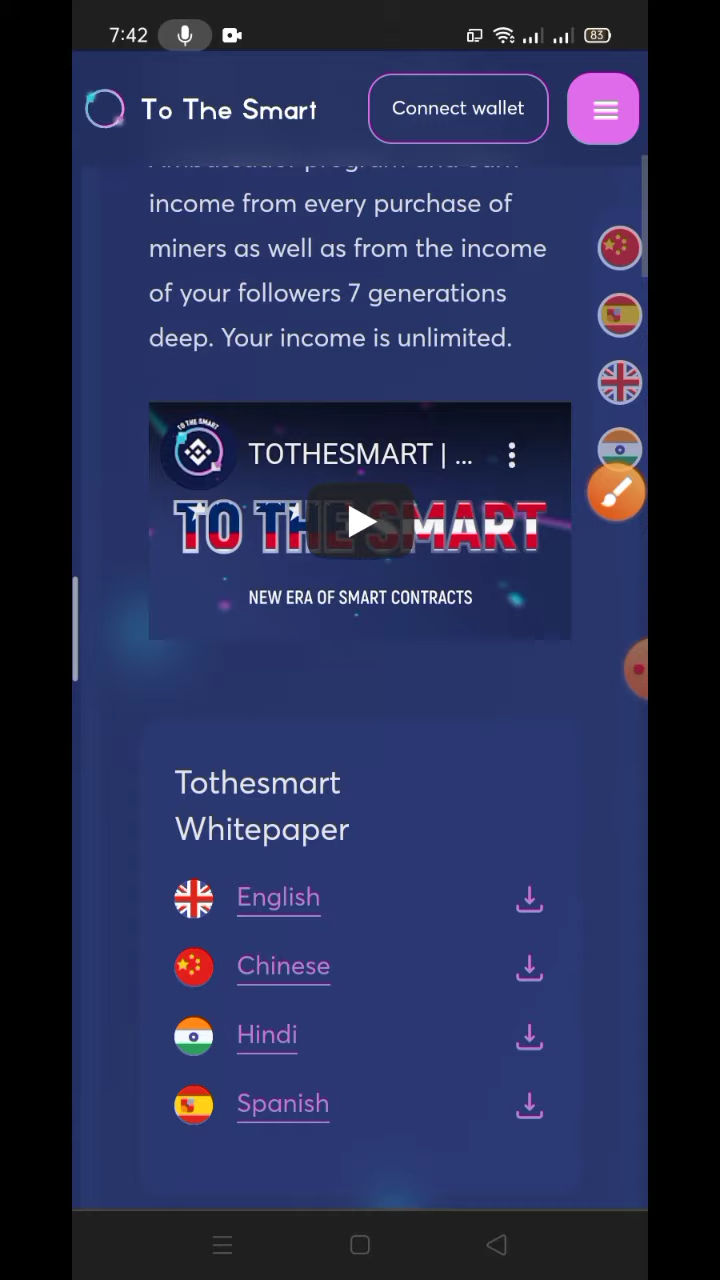 7:42
83
To The Smart
Connect wallet
income from every purchase of
miners as well as from the income
of your followers 7 generations
deep. Your income is unlimited.
TO THE SMART
TOTHESMART | ...
TO THE SMART
NEW ERA OF SMART CONTRACTS
Tothesmart
Whitepaper
English
Chinese
Hindi
Spanish